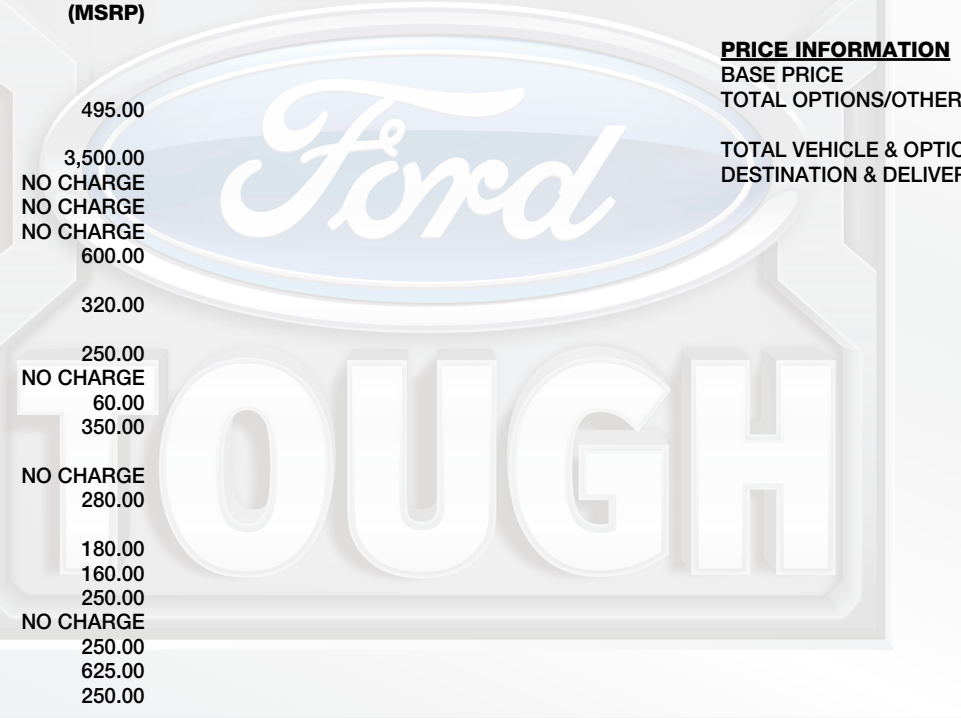 (MSRP)
495.00
3,500.00
NO CHARGE
NO CHARGE
NO CHARGE
600.00
320.00
250.00
NO CHARGE
60.00
350.00
NO CHARGE
280.00
180.00
160.00
250.00
NO CHARGE
250.00
625.00
250.00
PRICE INFORMATION
BASE PRICE
TOTAL OPTIONS/OTHER
TOTAL VEHICLE & OPTIO
DESTINATION & DELIVER
Ford
TOUGH